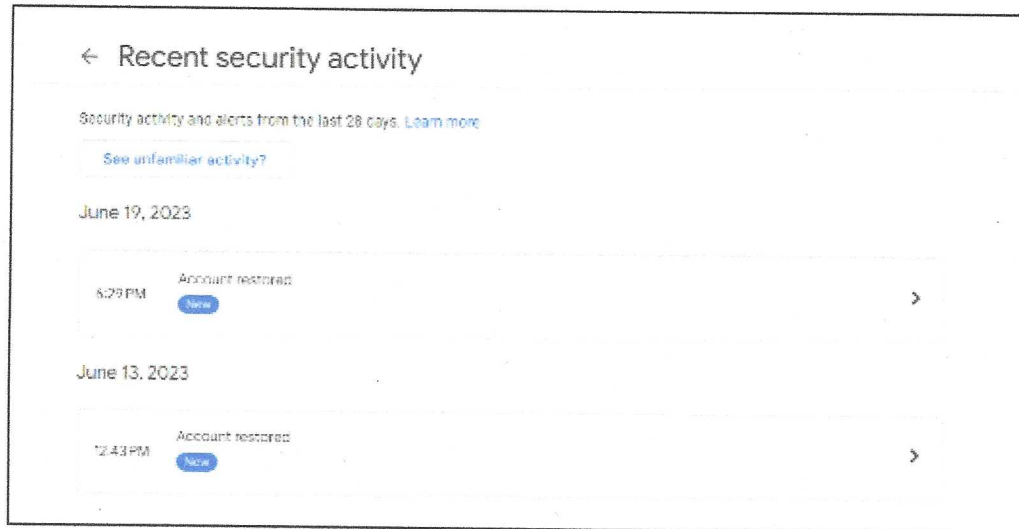 ← Recent security activity
Security activity and alerts from the last 28 days. Learn more
See unfamiliar activity?
June 19, 2023
6:29 PM
Account restored
New
June 13, 2023
12:43 PM
Account restored
New